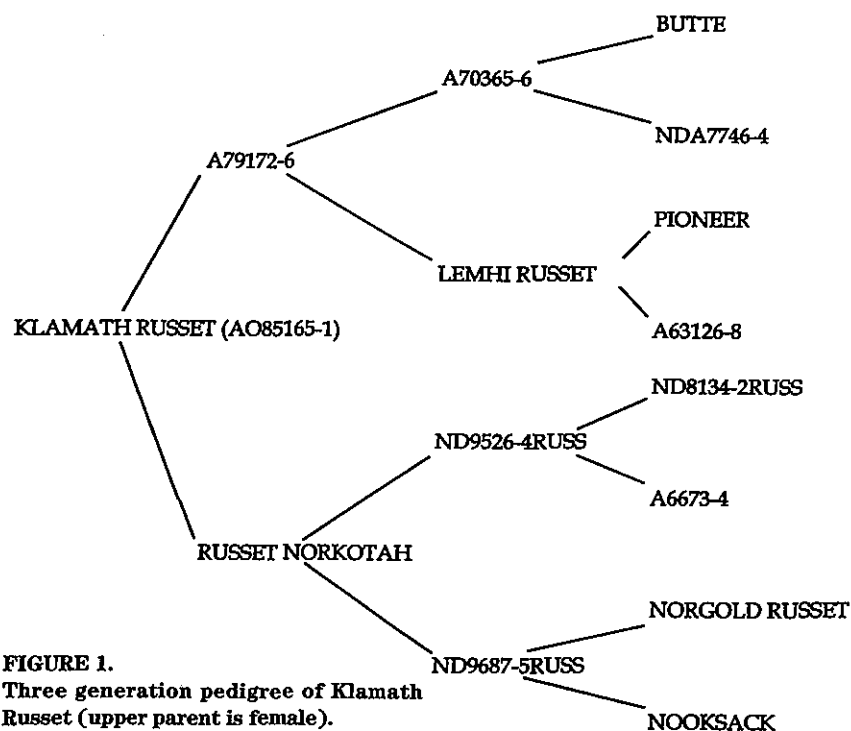 BUTTE
A70365-6
NDA7746-4
A79172-6
PIONEER
LEMHI RUSSET
A63126-8
KLAMATH RUSSET (AO85165-1)
ND8134-2RUSS
ND9526-4RUSS
A6673-4
RUSSET NORKOTAH
NORGOLD RUSSET
ND9687-5RUSS
NOOKSACK
FIGURE 1.
Three generation pedigree of Klamath
Russet (upper parent is female).